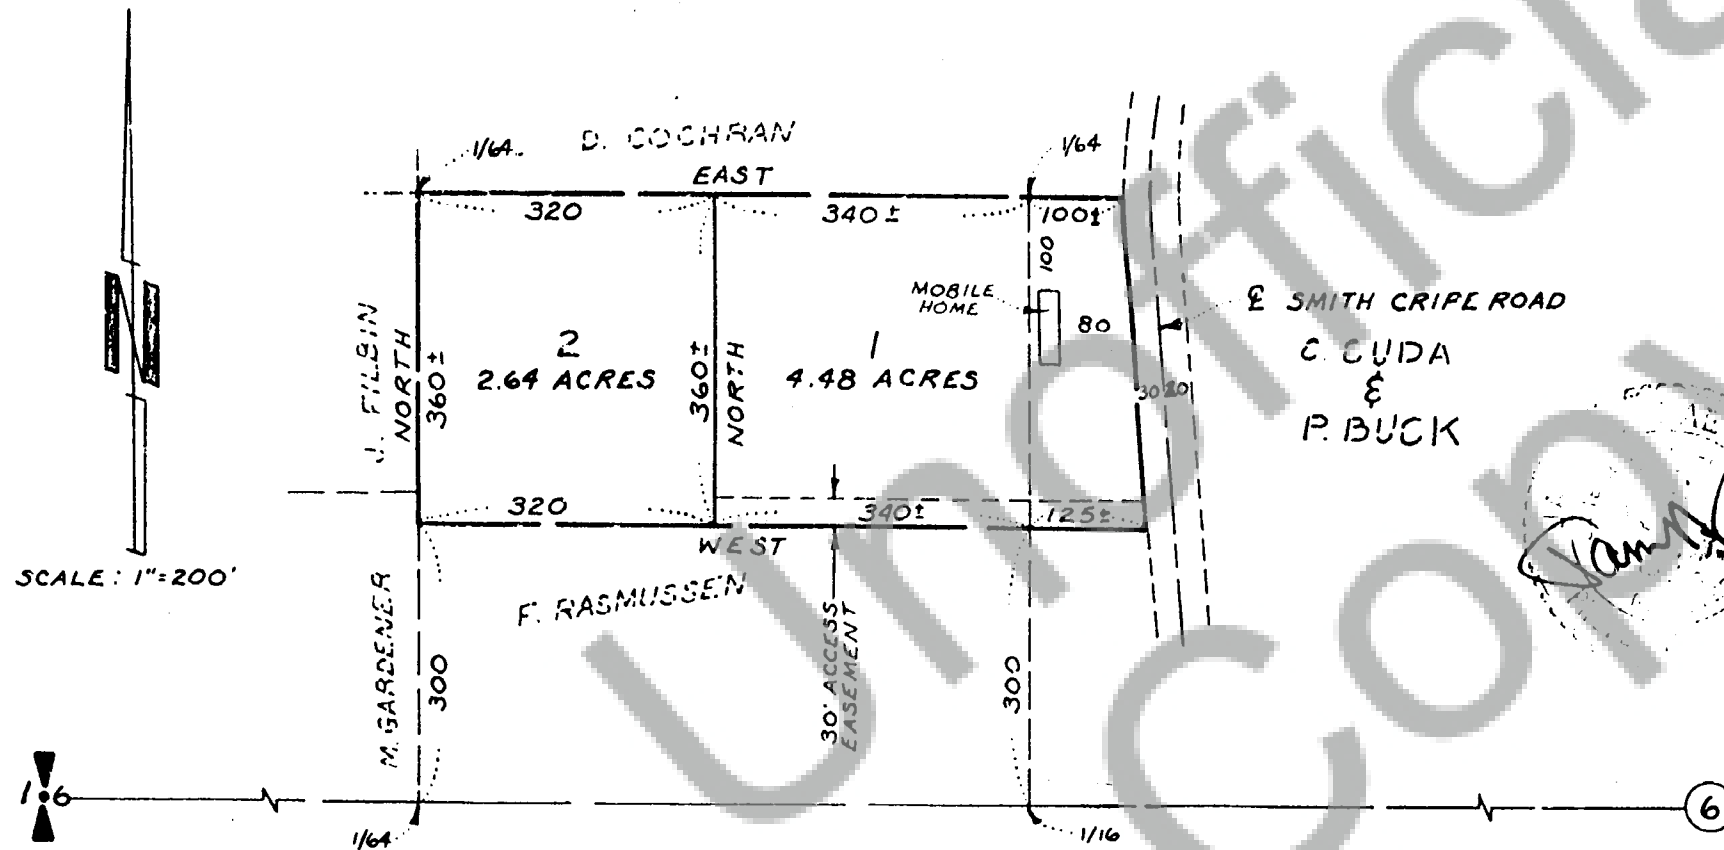 1/64
D. COCHRAN
1/64
EAST
320
340±
100±
100
MOBILE
HOME
80
℄ SMITH CRIPE ROAD
C. CUDA
&
P. BUCK
J. FILBIN
NORTH
360±
2
2.64 ACRES
360±
NORTH
1
4.48 ACRES
30 20
320
340±
125±
WEST
SCALE: 1"=200'
F. RASMUSSEN
M. GARDENER
300
30' ACCESS
EASEMENT
300
1 6
6
1/64
1/16
Unofficial
Copy